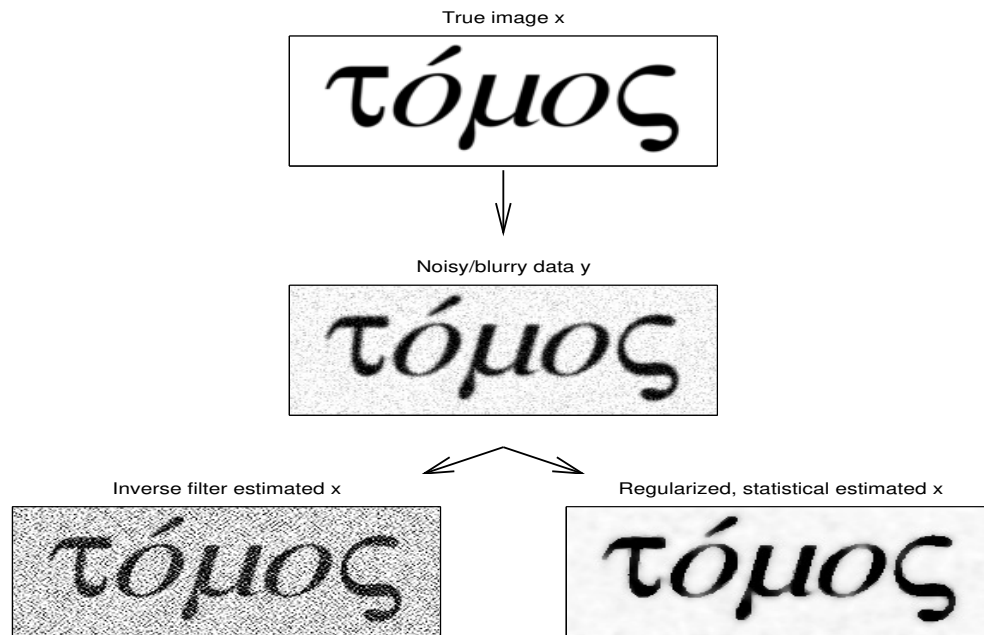 True image x
τόμος
Noisy/blurry data y
τόμος
Inverse filter estimated x
Regularized, statistical estimated x
τόμος
τόμος